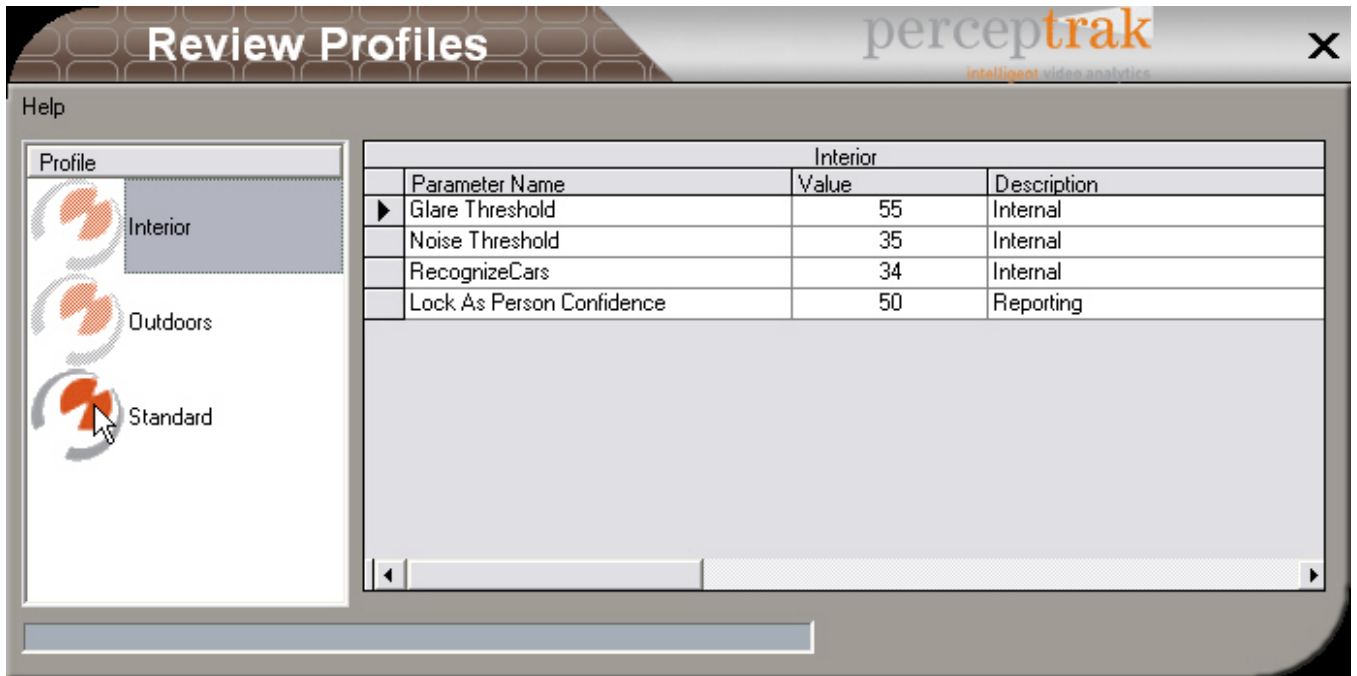 Review Profiles
perceptrak
intelligent video analytics
X
Help
Profile
Interior
Outdoors
Standard
Interior
Parameter Name Value Description
Glare Threshold 55 Internal
Noise Threshold 35 Internal
RecognizeCars 34 Internal
Lock As Person Confidence 50 Reporting